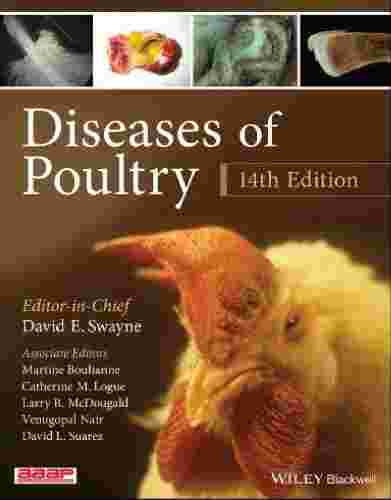 Diseases of
Poultry
14th Edition
Editor-in-Chief
David E. Swayne
Associate Editors
Martine Boulianne
Catherine M. Logue
Larry R. McDougald
Venugopal Nair
David L. Suarez
aaap
WILEY Blackwell